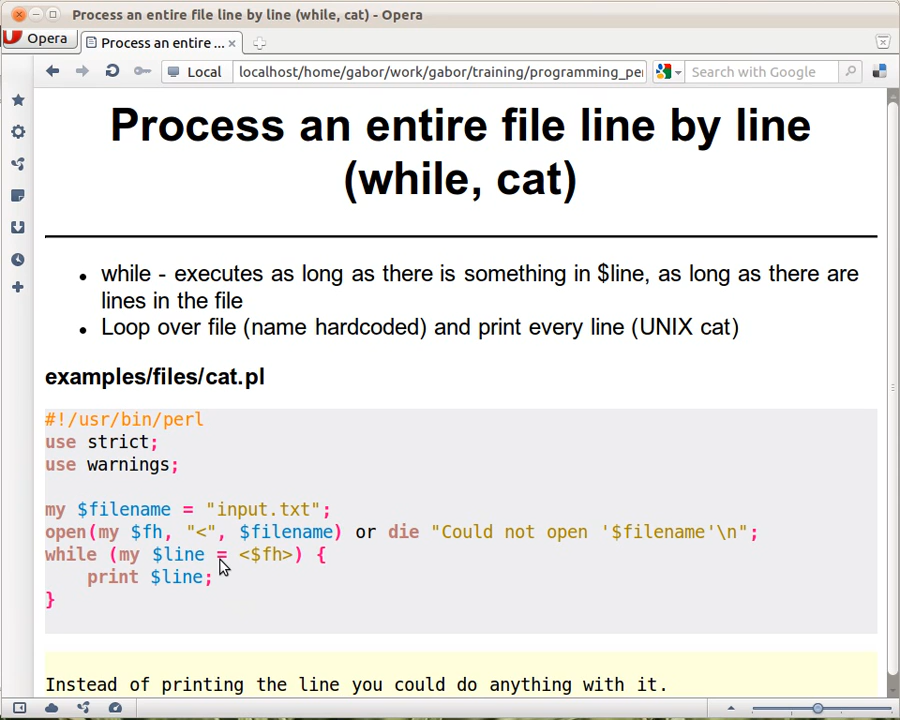 Process an entire file line by line (while, cat) - Opera
Opera
Process an entire ...
Local
localhost/home/gabor/work/gabor/training/programming_pe
Search with Google
Process an entire file line by line
(while, cat)
while - executes as long as there is something in $line, as long as there are
lines in the file
Loop over file (name hardcoded) and print every line (UNIX cat)
examples/files/cat.pl
#!/usr/bin/perl
use strict;
use warnings;
my $filename = "input.txt";
open(my $fh, "<", $filename) or die "Could not open '$filename'\n";
while (my $line = <$fh>) {
print $line;
}
Instead of printing the line you could do anything with it.